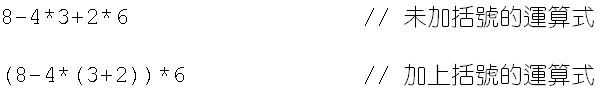 8-4*3+2*6 // 未加括號的運算式
(8-4*(3+2))*6 // 加上括號的運算式